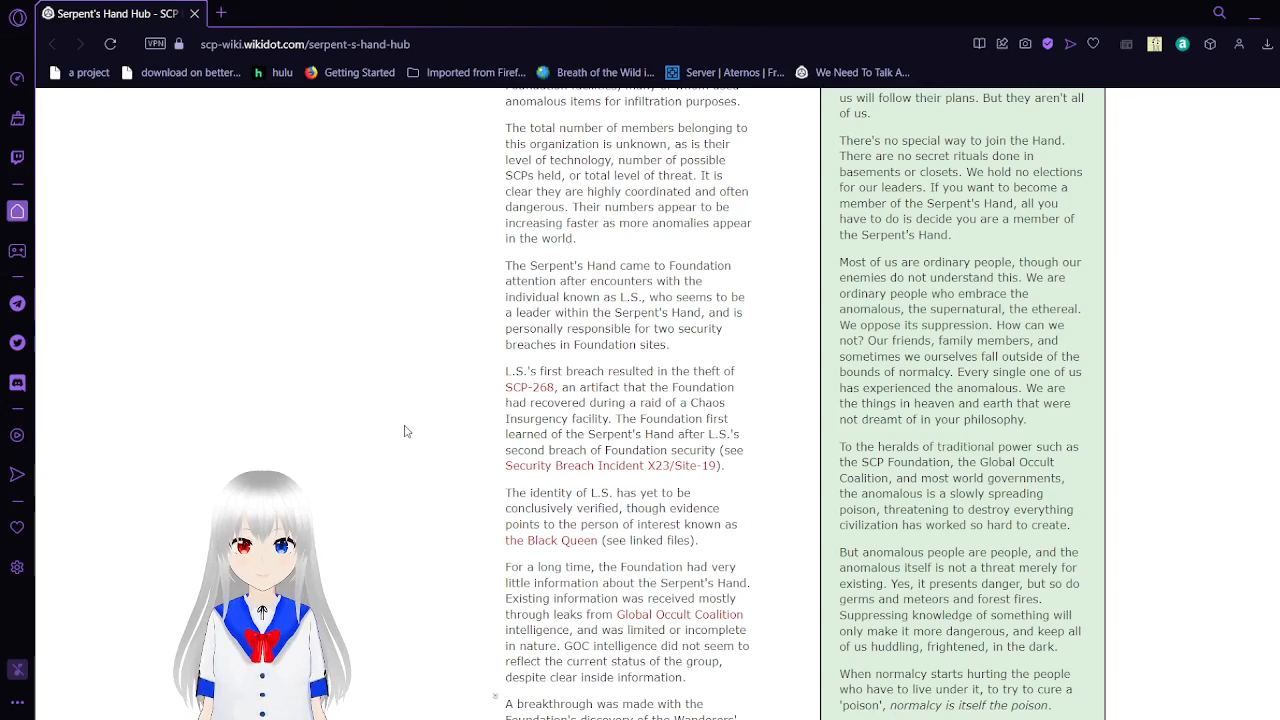 Serpent's Hand Hub - SCP
VPN
scp-wiki.wikidot.com/serpent-s-hand-hub
a project
download on better...
h
hulu
Getting Started
Imported from Firef...
Breath of the Wild i...
Server | Aternos | Fr...
We Need To Talk A...
anomalous items for infiltration purposes.
The total number of members belonging to
this organization is unknown, as is their
level of technology, number of possible
SCPs held, or total level of threat. It is
clear they are highly coordinated and often
dangerous. Their numbers appear to be
increasing faster as more anomalies appear
in the world.
The Serpent's Hand came to Foundation
attention after encounters with the
individual known as L.S., who seems to be
a leader within the Serpent's Hand, and is
personally responsible for two security
breaches in Foundation sites.
L.S.'s first breach resulted in the theft of
SCP-268, an artifact that the Foundation
had recovered during a raid of a Chaos
Insurgency facility. The Foundation first
learned of the Serpent's Hand after L.S.'s
second breach of Foundation security (see
Security Breach Incident X23/Site-19).
The identity of L.S. has yet to be
conclusively verified, though evidence
points to the person of interest known as
the Black Queen (see linked files).
For a long time, the Foundation had very
little information about the Serpent's Hand.
Existing information was received mostly
through leaks from Global Occult Coalition
intelligence, and was limited or incomplete
in nature. GOC intelligence did not seem to
reflect the current status of the group,
despite clear inside information.
A breakthrough was made with the
Foundation's discovery of the Wanderers'
us will follow their plans. But they aren't all
of us.
There's no special way to join the Hand.
There are no secret rituals done in
basements or closets. We hold no elections
for our leaders. If you want to become a
member of the Serpent's Hand, all you
have to do is decide you are a member of
the Serpent's Hand.
Most of us are ordinary people, though our
enemies do not understand this. We are
ordinary people who embrace the
anomalous, the supernatural, the ethereal.
We oppose its suppression. How can we
not? Our friends, family members, and
sometimes we ourselves fall outside of the
bounds of normalcy. Every single one of us
has experienced the anomalous. We are
the things in heaven and earth that were
not dreamt of in your philosophy.
To the heralds of traditional power such as
the SCP Foundation, the Global Occult
Coalition, and most world governments,
the anomalous is a slowly spreading
poison, threatening to destroy everything
civilization has worked so hard to create.
But anomalous people are people, and the
anomalous itself is not a threat merely for
existing. Yes, it presents danger, but so do
germs and meteors and forest fires.
Suppressing knowledge of something will
only make it more dangerous, and keep all
of us huddling, frightened, in the dark.
When normalcy starts hurting the people
who have to live under it, to try to cure a
'poison', normalcy is itself the poison.